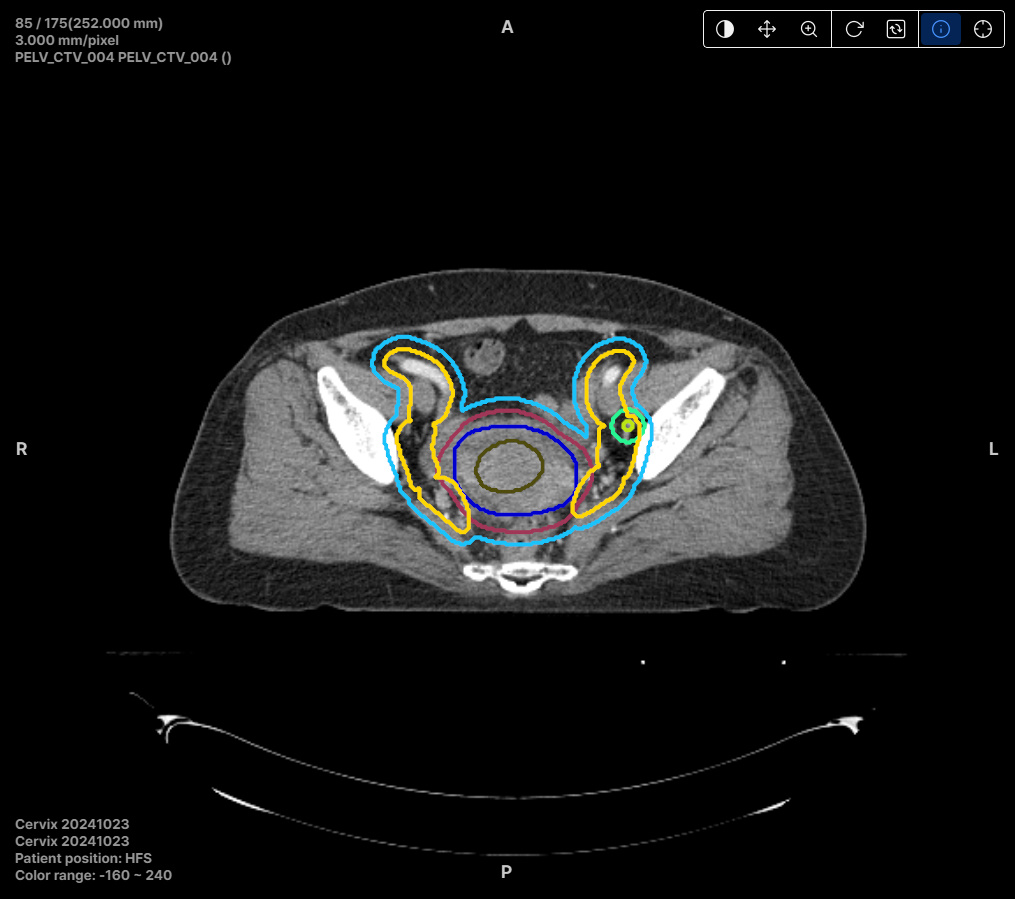 85 / 175(252.000 mm)
3.000 mm/pixel
PELV_CTV_004 PELV_CTV_004 ()
A
R
L
Cervix 20241023
Cervix 20241023
Patient position: HFS
Color range: -160 ~ 240
P